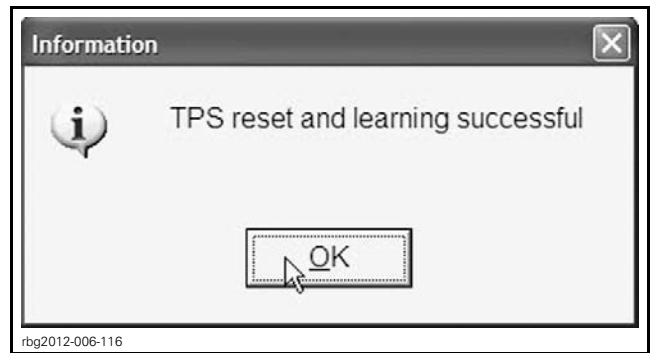 Information
TPS reset and learning successful
OK
rbg2012-006-116